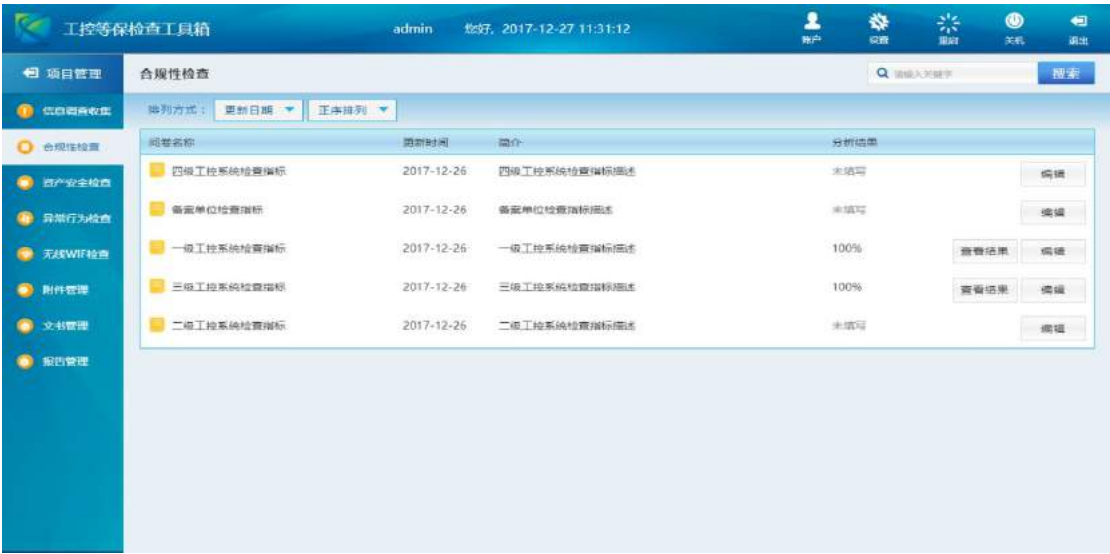 工控等保检查工具箱 admin 您好, 2017-12-27 11:31:12 账户 设置 重启 关机 退出
项目管理
合规性检查 请输入关键字 搜索
信息调查收集
合规性检查
资产安全检查
异常行为检查
无线WIFI检查
附件管理
文书管理
报告管理
排列方式： 更新日期 正序排列
问卷名称 更新时间 简介 分析结果
四级工控系统检查指标 2017-12-26 四级工控系统检查指标描述 未填写 编辑
备案单位检查指标 2017-12-26 备案单位检查指标描述 未填写 编辑
一级工控系统检查指标 2017-12-26 一级工控系统检查指标描述 100% 查看结果 编辑
三级工控系统检查指标 2017-12-26 三级工控系统检查指标描述 100% 查看结果 编辑
二级工控系统检查指标 2017-12-26 二级工控系统检查指标描述 未填写 编辑